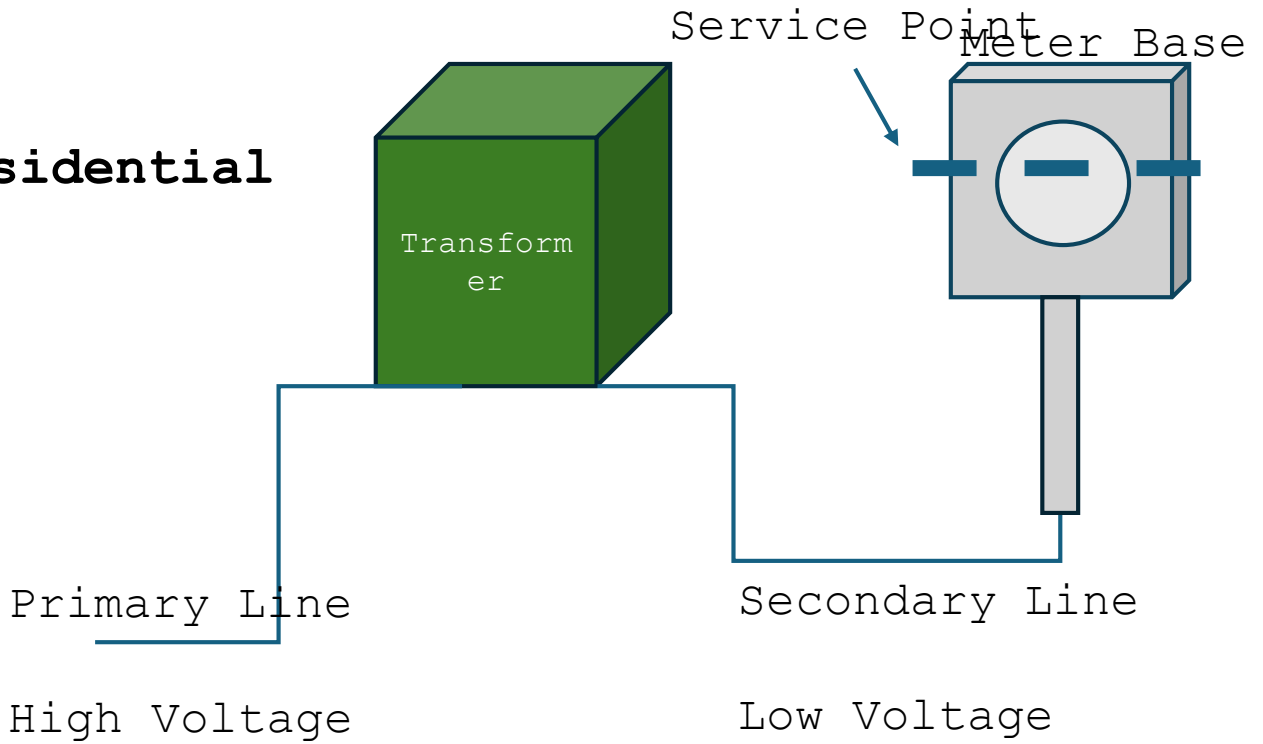 Service Point
Meter Base
sidential
Transform
er
Primary Line
Secondary Line
High Voltage
Low Voltage